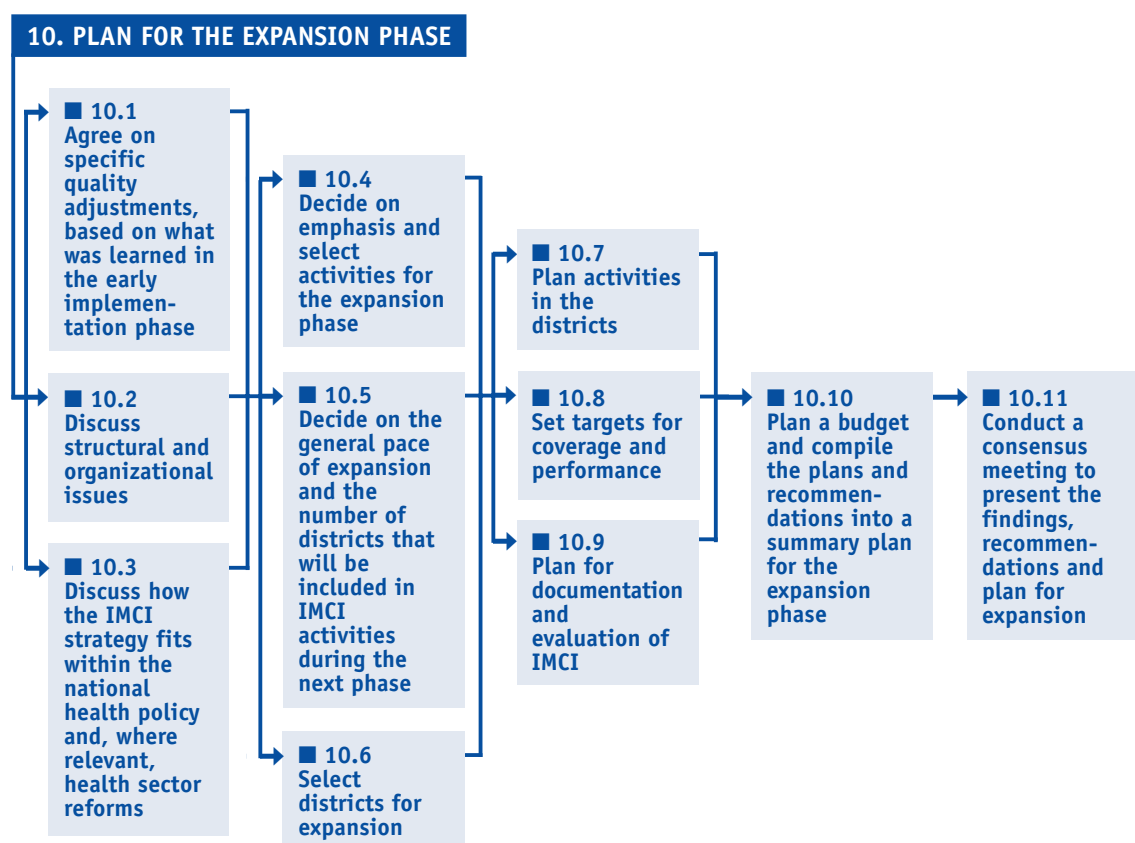 10. PLAN FOR THE EXPANSION PHASE
■ 10.1
Agree on
specific
quality
adjustments,
based on what
was learned in
the early
implemen-
tation phase
■ 10.2
Discuss
structural and
organizational
issues
■ 10.3
Discuss how
the IMCI
strategy fits
within the
national
health policy
and, where
relevant,
health sector
reforms
■ 10.4
Decide on
emphasis and
select
activities for
the expansion
phase
■ 10.5
Decide on the
general pace
of expansion
and the
number of
districts that
will be
included in
IMCI
activities
during the
next phase
■ 10.6
Select
districts for
expansion
■ 10.7
Plan activities
in the
districts
■ 10.8
Set targets for
coverage and
performance
■ 10.9
Plan for
documentation
and
evaluation of
IMCI
■ 10.10
Plan a budget
and compile
the plans and
recommen-
dations into a
summary plan
for the
expansion
phase
■ 10.11
Conduct a
consensus
meeting to
present the
findings,
recommen-
dations and
plan for
expansion